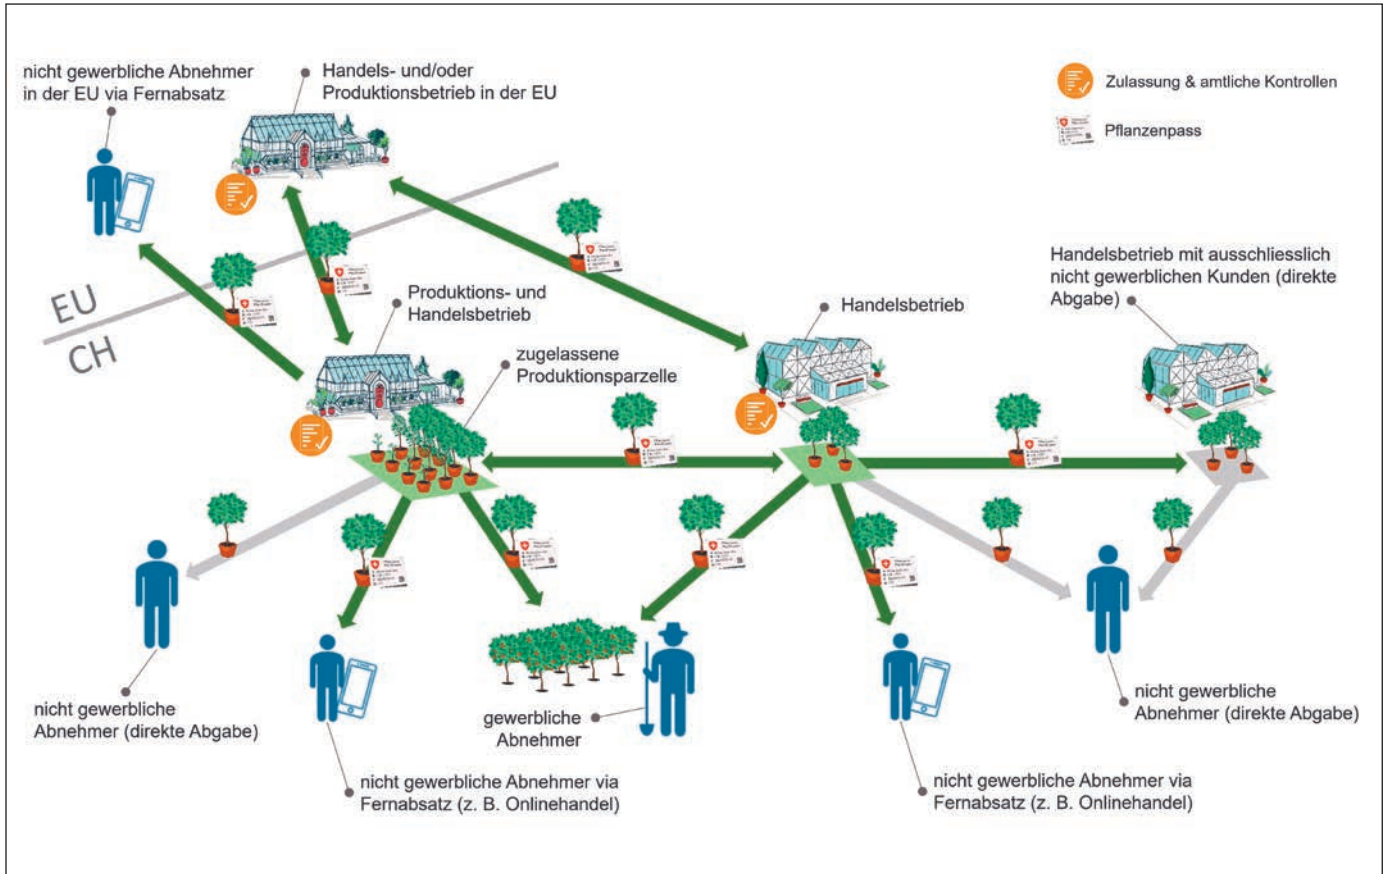 nicht gewerbliche Abnehmer
in der EU via Fernabsatz
Handels- und/oder
Produktionsbetrieb in der EU
Zulassung & amtliche Kontrollen
Pflanzenpass
EU
CH
Produktions- und
Handelsbetrieb
zugelassene
Produktionsparzelle
Handelsbetrieb
Handelsbetrieb mit ausschliesslich
nicht gewerblichen Kunden (direkte
Abgabe)
nicht gewerbliche
Abnehmer (direkte Abgabe)
nicht gewerbliche Abnehmer via
Fernabsatz (z. B. Onlinehandel)
gewerbliche
Abnehmer
nicht gewerbliche Abnehmer via
Fernabsatz (z. B. Onlinehandel)
nicht gewerbliche
Abnehmer (direkte Abgabe)